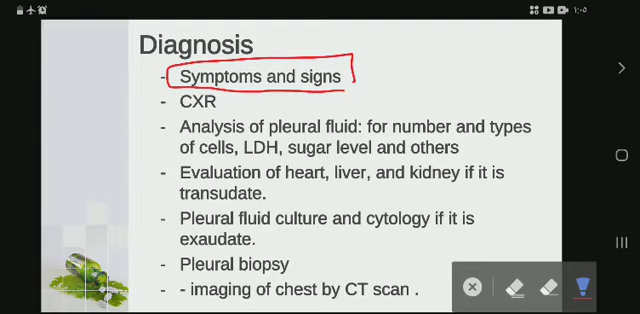 ١:٠٥
Diagnosis
- Symptoms and signs
- CXR
- Analysis of pleural fluid: for number and types
of cells, LDH, sugar level and others
- Evaluation of heart, liver, and kidney if it is
transudate.
- Pleural fluid culture and cytology if it is
exaudate.
- Pleural biopsy
- - imaging of chest by CT scan .